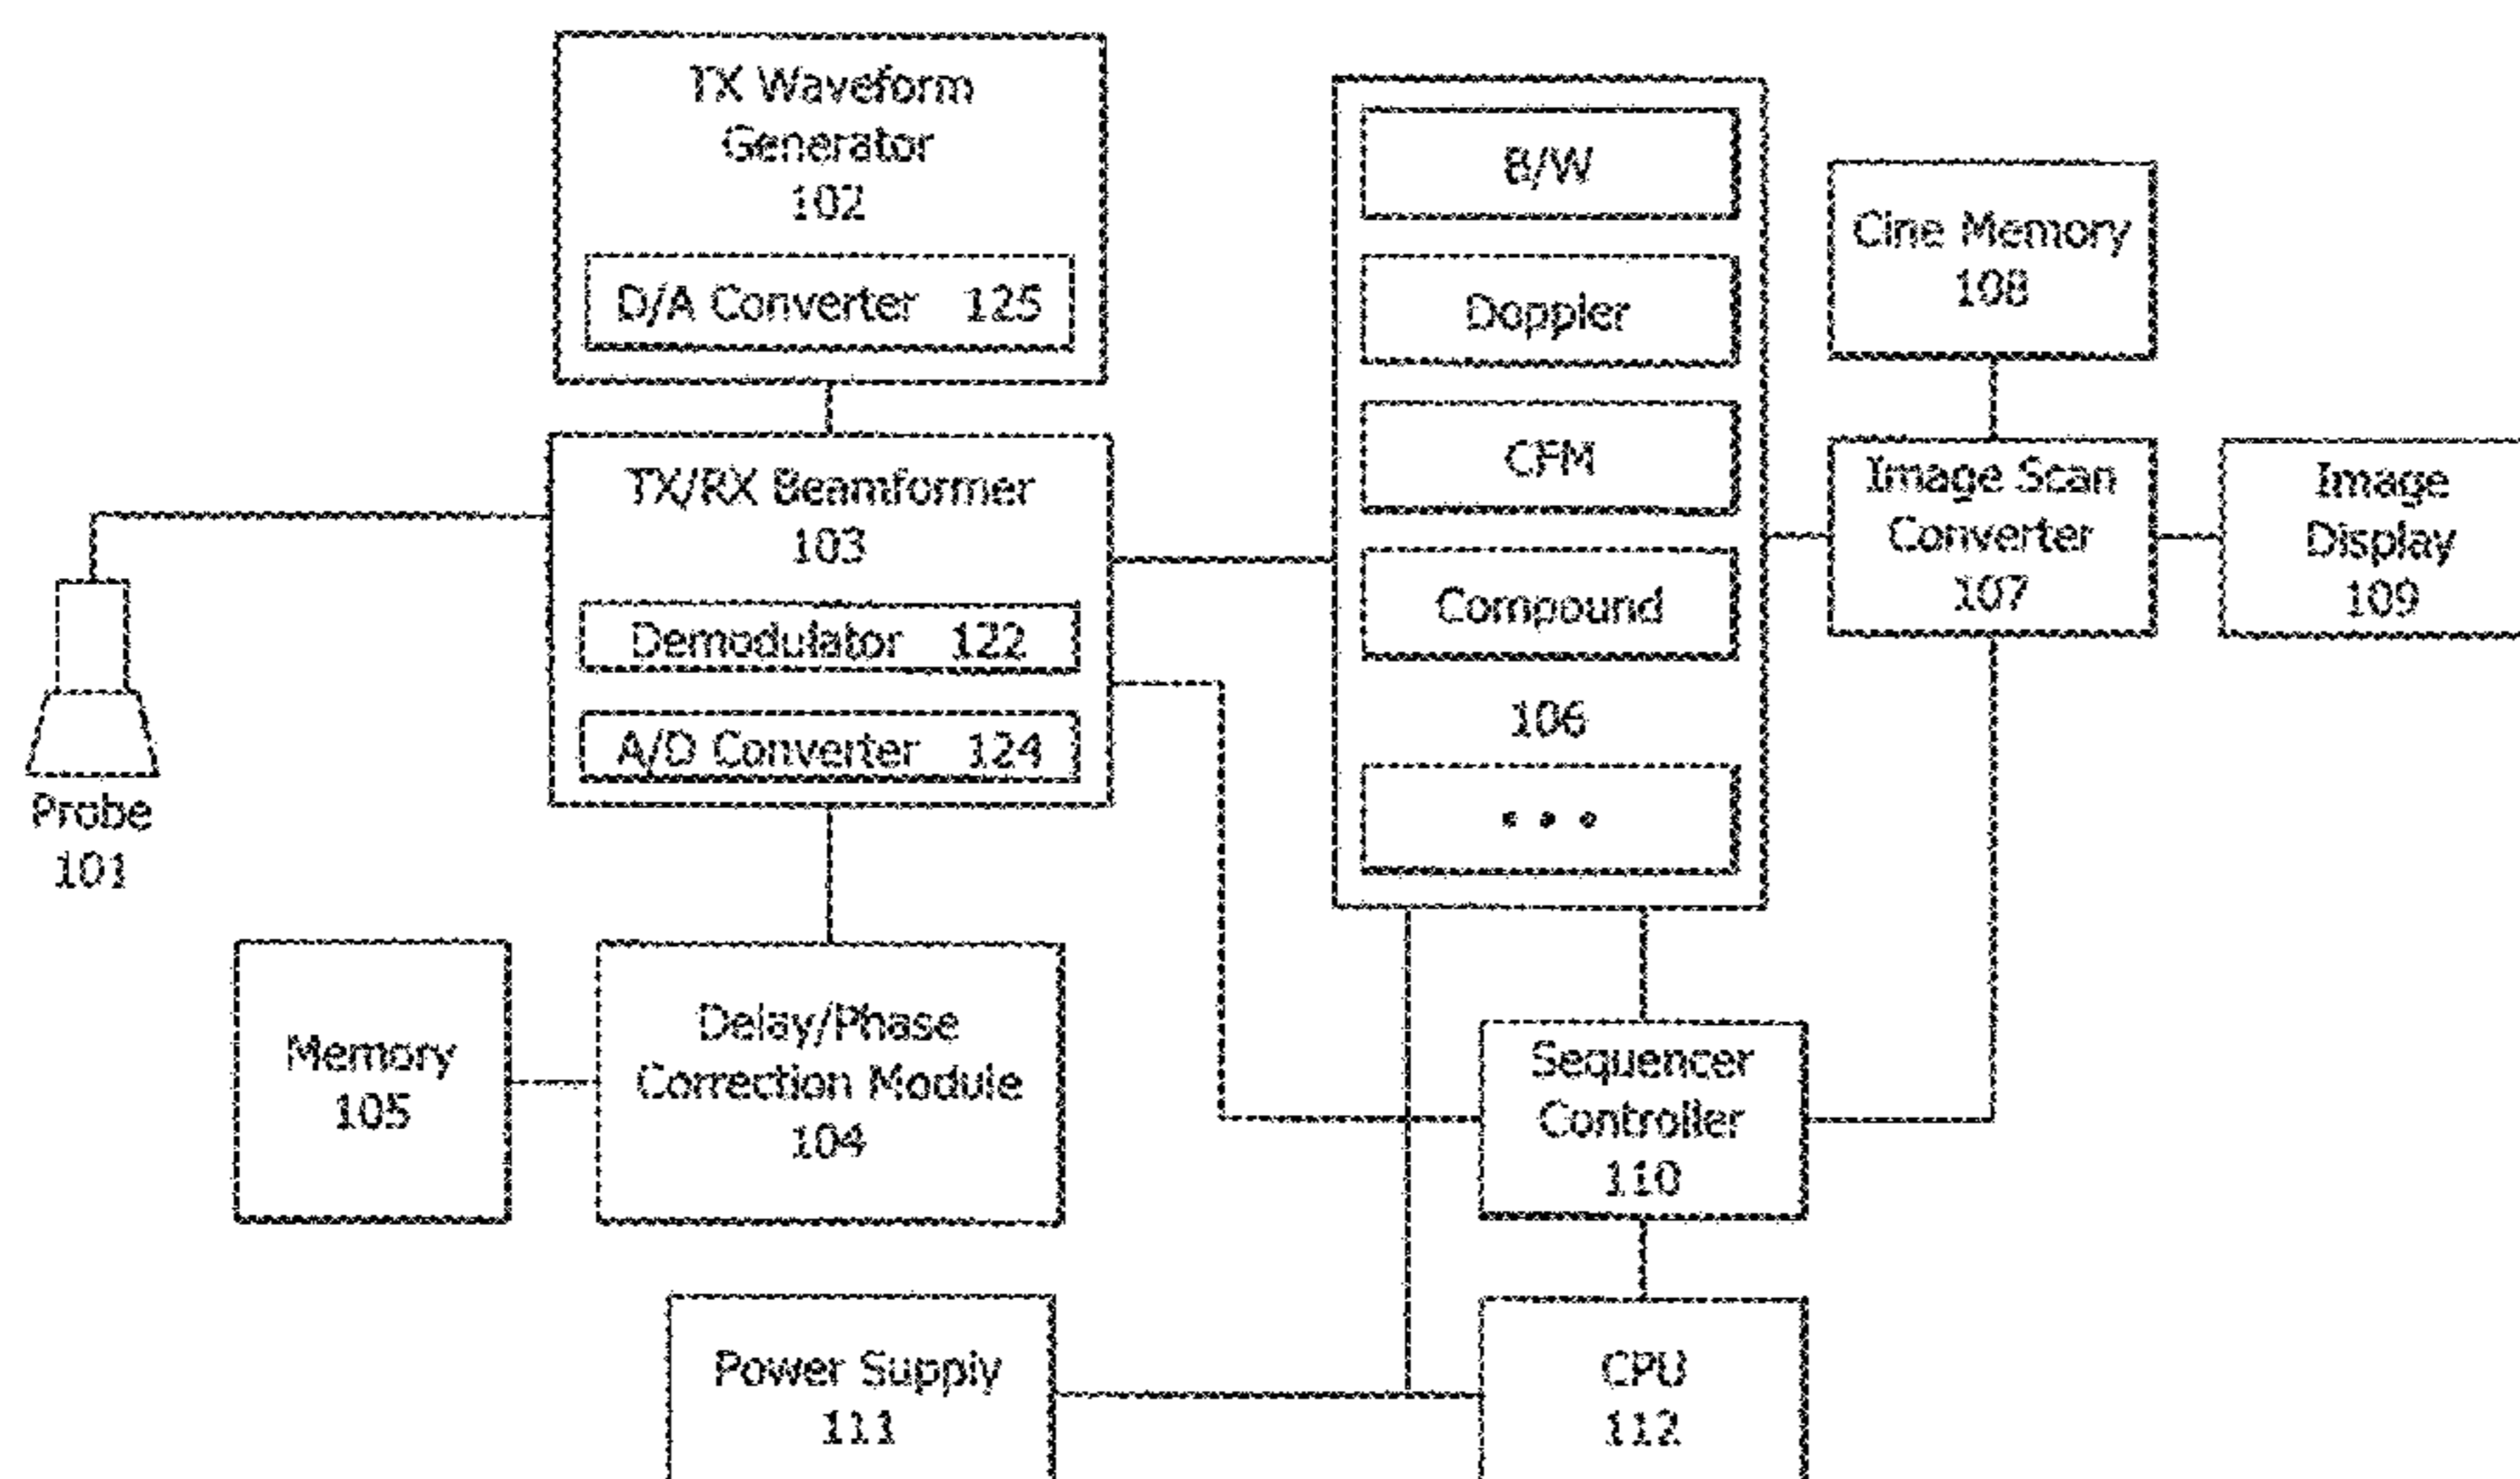 TX Waveform
Generator
102
D/A Converter 125
TX/RX Beamformer
103
Demodulator 122
A/D Converter 124
Probe
101
Memory
105
Delay/Phase
Correction Module
104
Power Supply
111
B/W
Doppler
CFM
Compound
106
• • •
Cine Memory
108
Image Scan
Converter
107
Image
Display
109
Sequencer
Controller
110
CPU
112